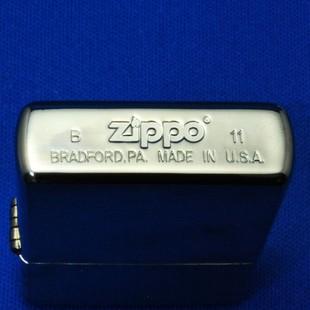 B zippo® 11
BRADFORD,PA. MADE IN U.S.A.